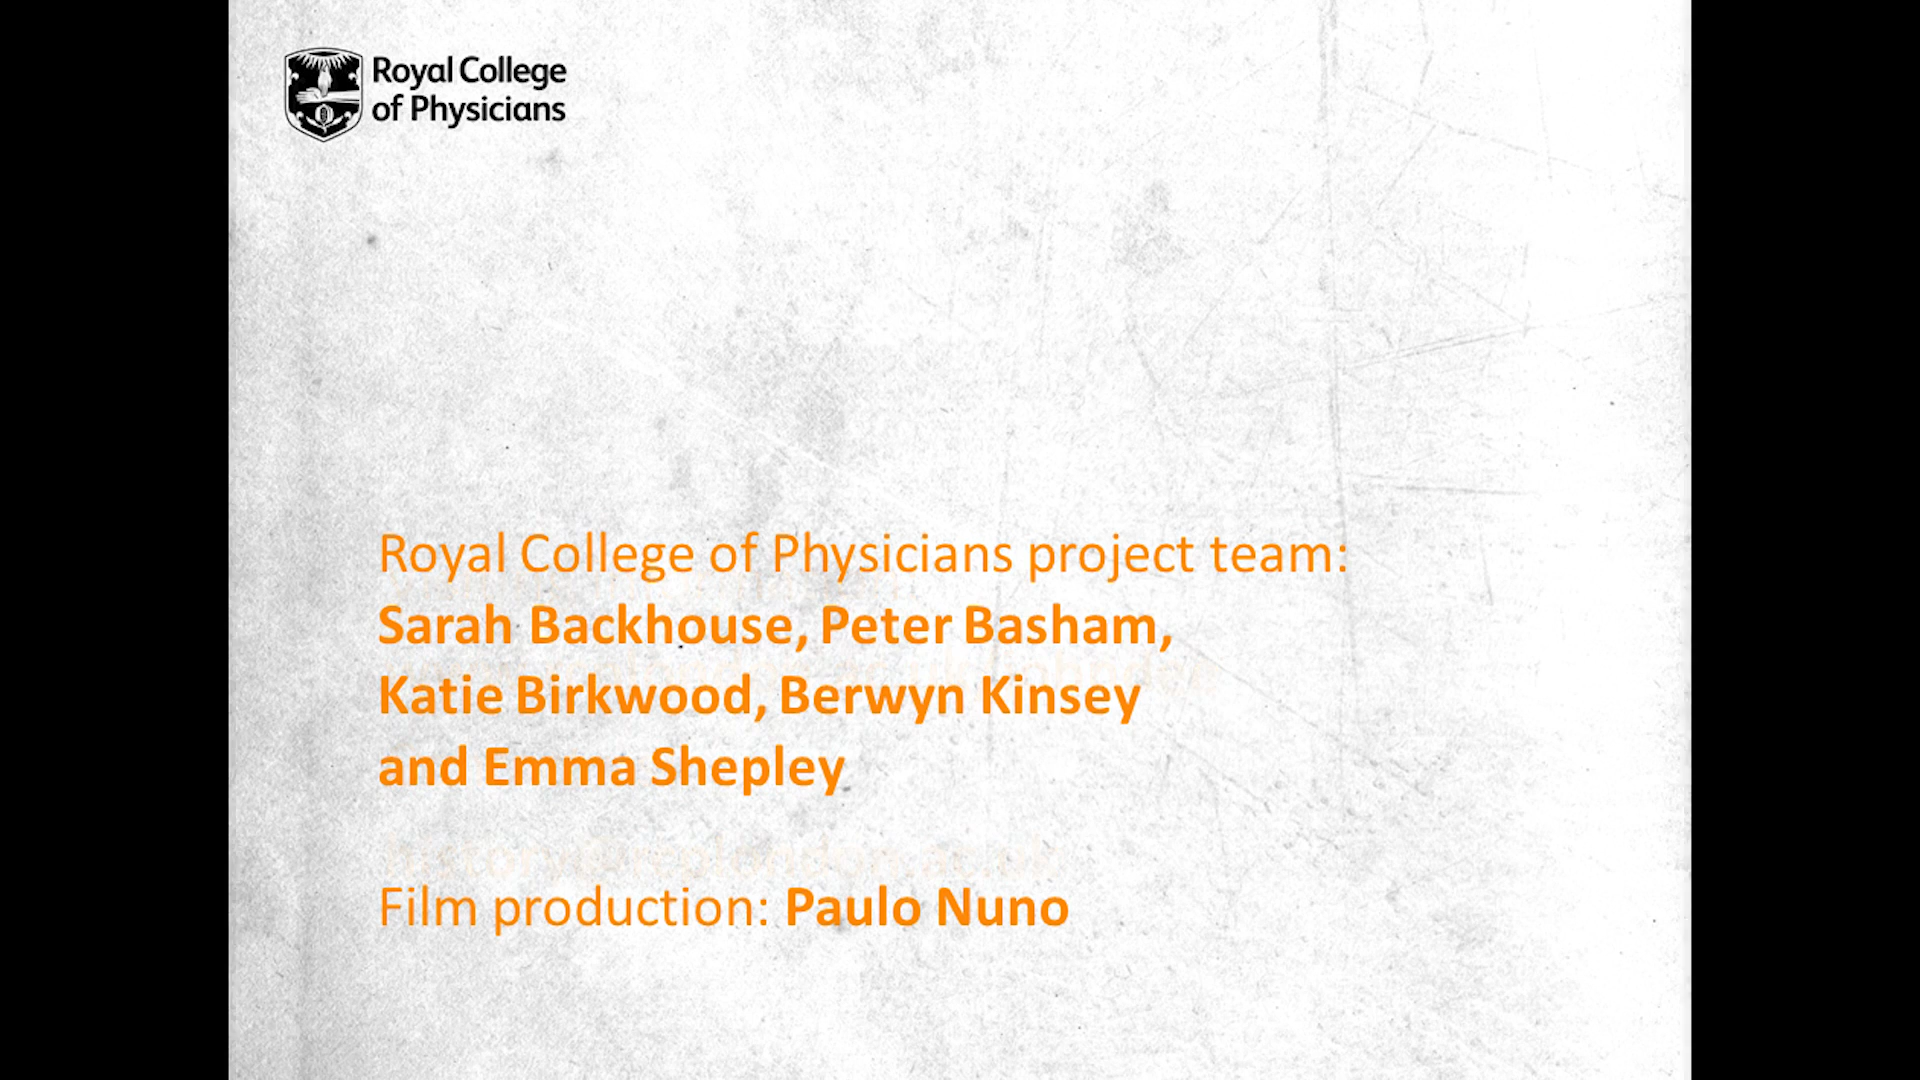 Royal College
of Physicians
Royal College of Physicians project team:
Sarah Backhouse, Peter Basham,
Katie Birkwood, Berwyn Kinsey
and Emma Shepley
Film production: Paulo Nuno